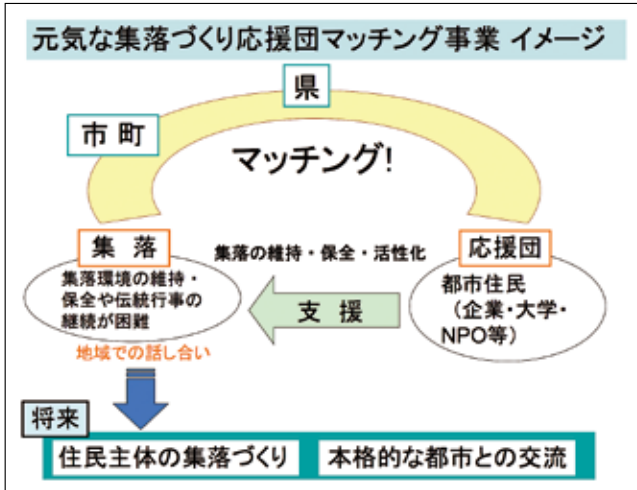 元気な集落づくり応援団マッチング事業 イメージ
県
市町
マッチング!
集 落
集落環境の維持・
保全や伝統行事の
継続が困難
地域での話し合い
集落の維持・保全・活性化
支 援
応援団
都市住民
(企業・大学・
NPO等)
将来
住民主体の集落づくり
本格的な都市との交流